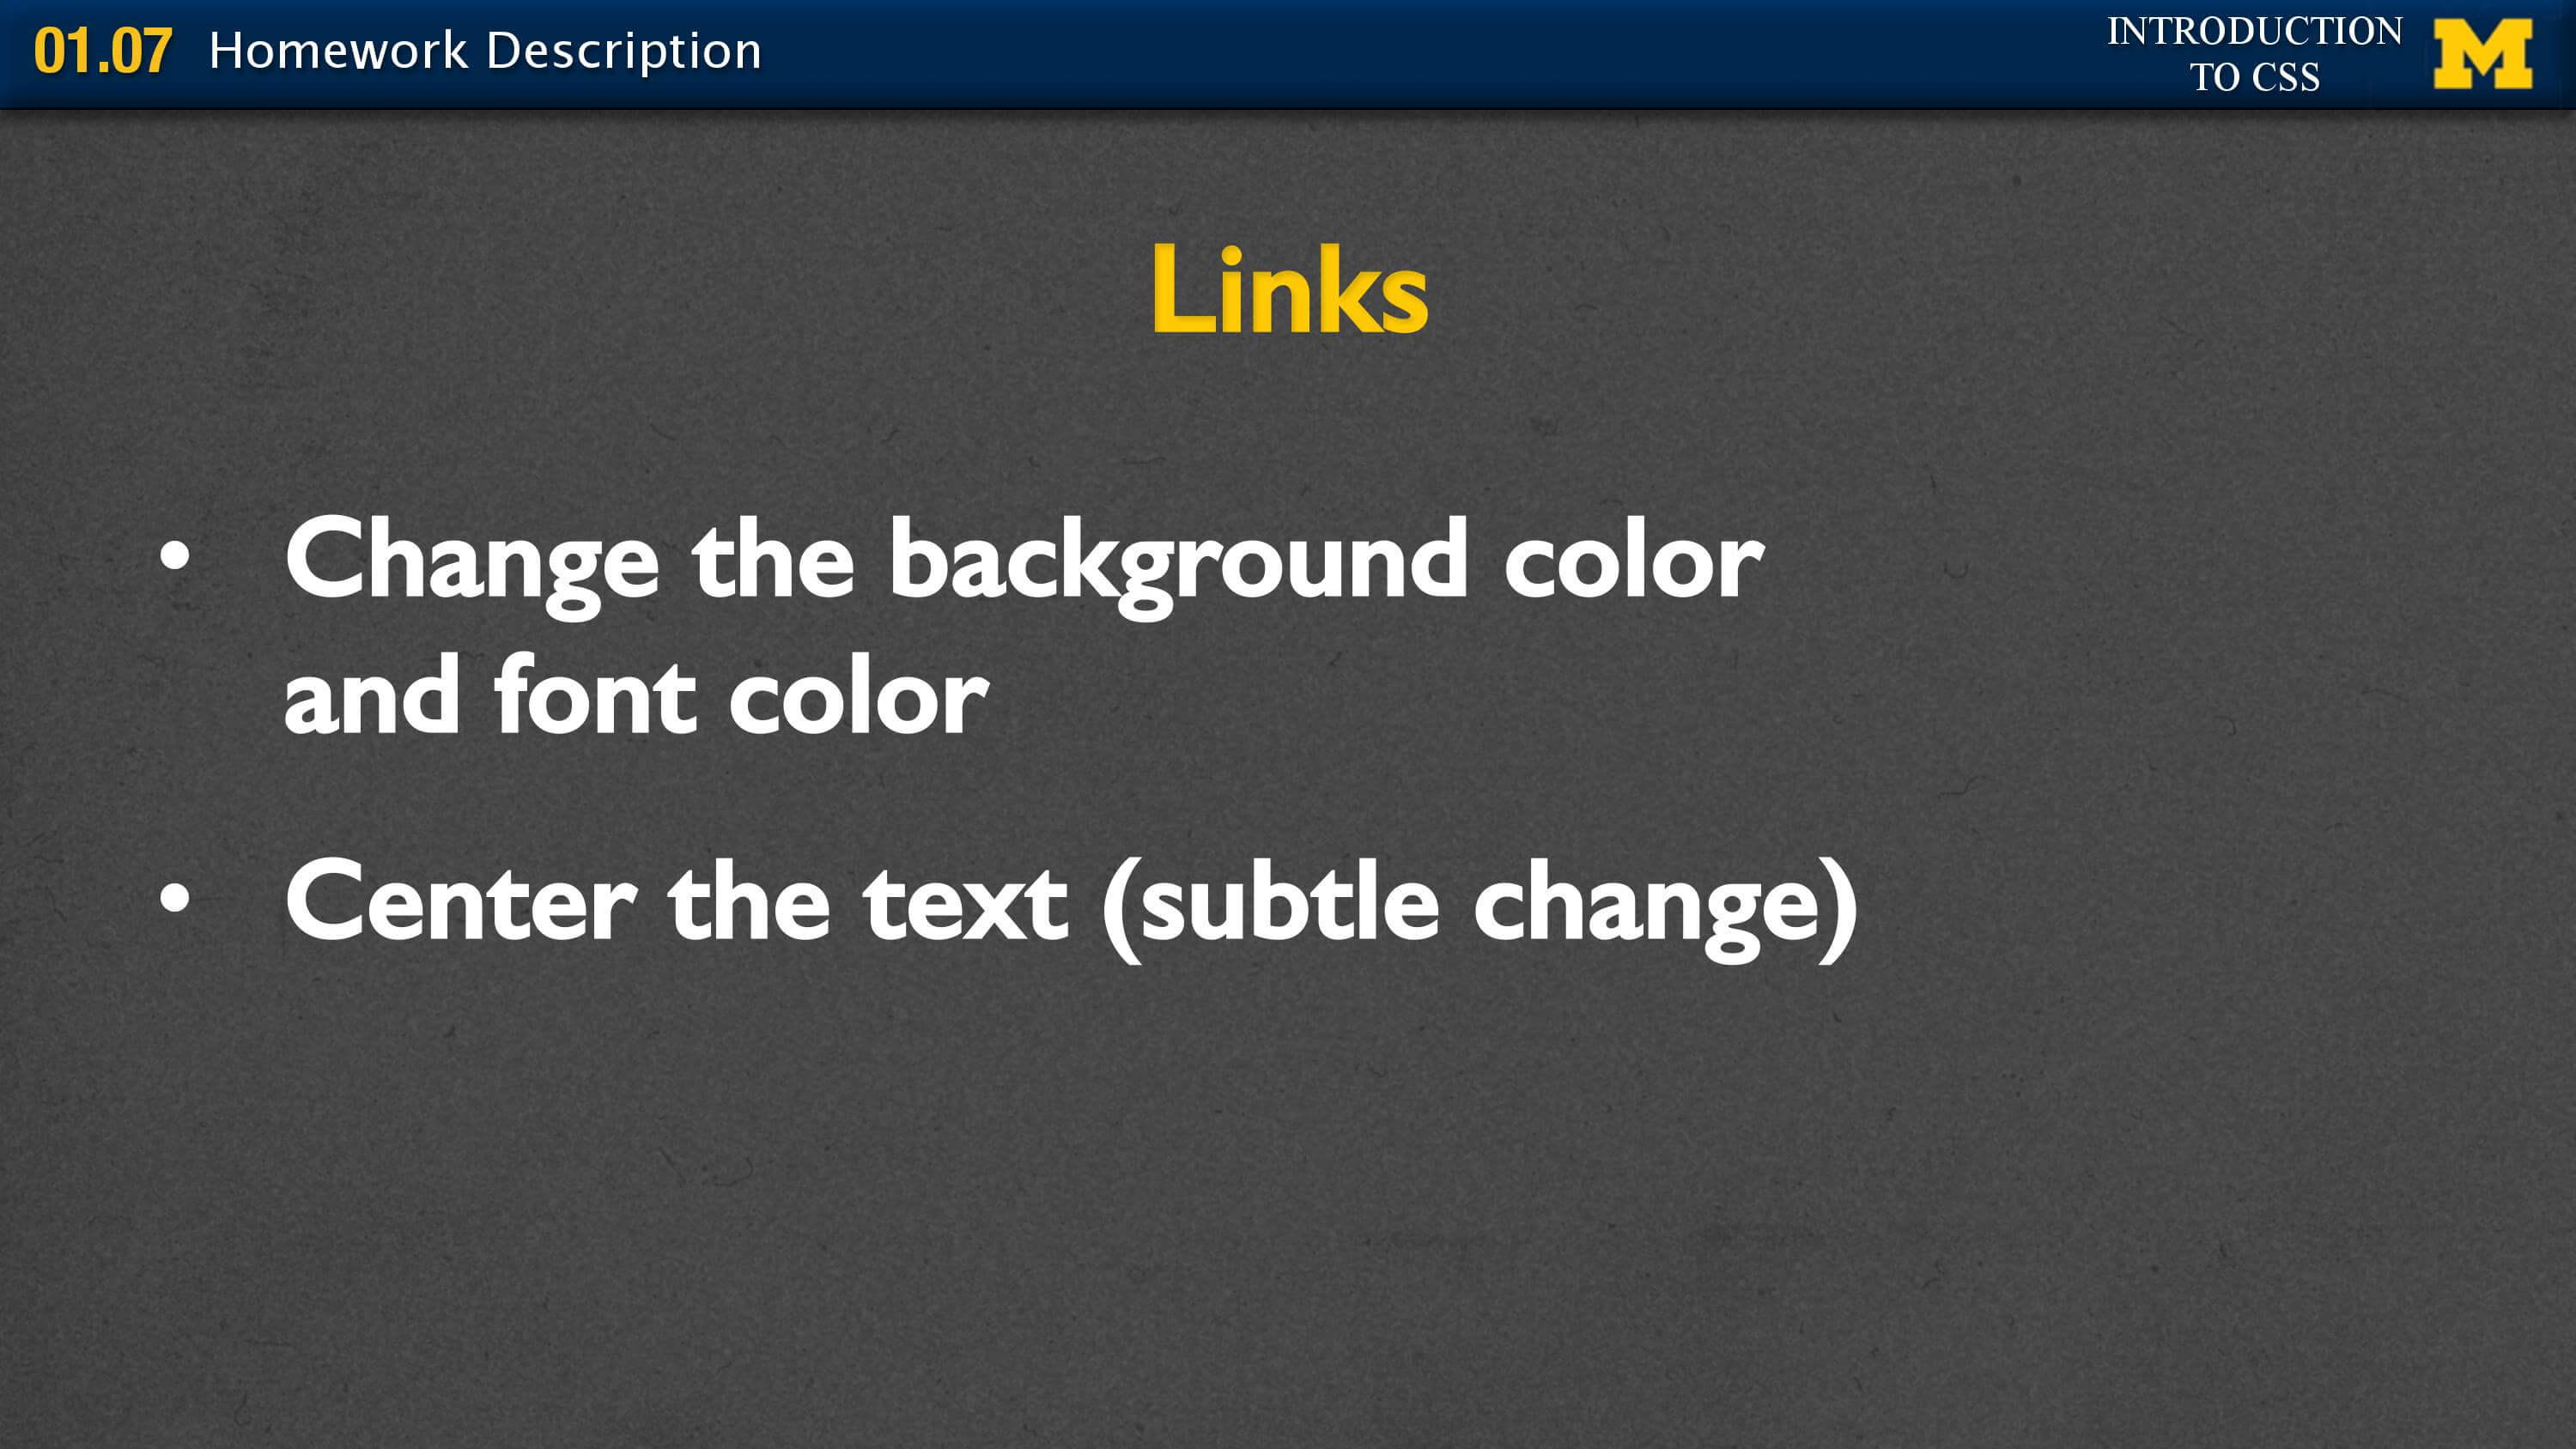 01.07 Homework Description
INTRODUCTION
TO CSS
M
Links
• Change the background color
and font color
• Center the text (subtle change)